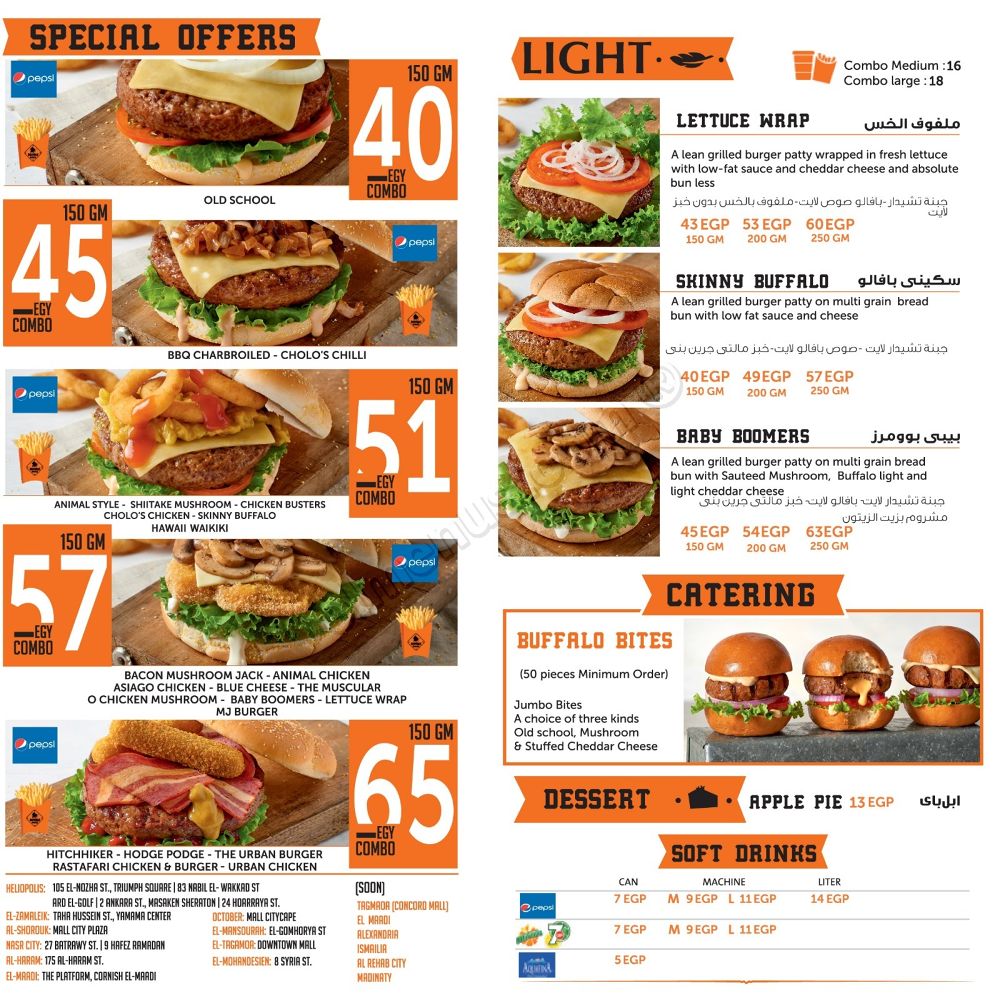 SPECIAL OFFERS
pepsi
150 GM
40
EGY
COMBO
OLD SCHOOL
150 GM
45
EGY
COMBO
pepsi
BBQ CHARBROILED - CHOLO'S CHILLI
pepsi
150 GM
51
EGY
COMBO
ANIMAL STYLE - SHIITAKE MUSHROOM - CHICKEN BUSTERS
CHOLO'S CHICKEN - SKINNY BUFFALO
HAWAII WAIKIKI
150 GM
57
EGY
COMBO
pepsi
BACON MUSHROOM JACK - ANIMAL CHICKEN
ASIAGO CHICKEN - BLUE CHEESE - THE MUSCULAR
O CHICKEN MUSHROOM - BABY BOOMERS - LETTUCE WRAP
MJ BURGER
pepsi
150 GM
65
EGY
COMBO
HITCHHIKER - HODGE PODGE - THE URBAN BURGER
RASTAFARI CHICKEN & BURGER - URBAN CHICKEN
HELIOPOLIS: 105 EL-NOZHA ST., TRIUMPH SQUARE | 83 NABIL EL- WAKKAD ST
ARD EL-GOLF | 2 ANKARA ST., MASAKEN SHERATON | 24 HOARRAYA ST.
EL-ZAMALEIK: TAHA HUSSEIN ST., YAMAMA CENTER
AL-SHOROUK: MALL CITY PLAZA
NASR CITY: 27 BATRAWY ST. | 9 HAFEZ RAMADAN
AL-HARAM: 175 AL-HARAM ST.
EL-MAADI: THE PLATFORM, CORNISH EL-MAADI
OCTOBER: MALL CITYCAPE
EL-MANSOURAH: EL-GOMHORYA ST
EL-TAGAMOA: DOWNTOWN MALL
EL-MOHANDESIEN: 8 SYRIA ST.
(SOON)
TAGMAOA (CONCORD MALL)
EL MAADI
ALEXANDRIA
ISMAILIA
AL REHAB CITY
MADINATY
LIGHT
Combo Medium :16
Combo large : 18
LETTUCE WRAP ملفوف الخس
A lean grilled burger patty wrapped in fresh lettuce
with low-fat sauce and cheddar cheese and absolute
bun less
جبنة تشيدار -بافالو صوص لايت-ملفوف بالخس بدون خبز
لايت
43 EGP 53 EGP 60 EGP
150 GM 200 GM 250 GM
SKINNY BUFFALO سكينى بافالو
A lean grilled burger patty on multi grain bread
bun with low fat sauce and cheese
جبنة تشيدار لايت -صوص بافالو لايت-خبز مالتى جرين بنى
40 EGP 49 EGP 57 EGP
150 GM 200 GM 250 GM
BABY BOOMERS بيبى بوومرز
A lean grilled burger patty on multi grain bread
bun with Sauteed Mushroom, Buffalo light and
light cheddar cheese
جبنة تشيدار لايت- بافالو لايت- خبز مالتى جرين بنى
مشروم بزيت الزيتون
45 EGP 54 EGP 63 EGP
150 GM 200 GM 250 GM
CATERING
BUFFALO BITES
(50 pieces Minimum Order)
Jumbo Bites
A choice of three kinds
Old school, Mushroom
& Stuffed Cheddar Cheese
DESSERT
APPLE PIE 13 EGP ابل باى
SOFT DRINKS
CAN MACHINE LITER
pepsi 7 EGP M 9 EGP L 11 EGP 14 EGP
7 7 EGP M 9 EGP L 11 EGP
AQUAFINA 5 EGP